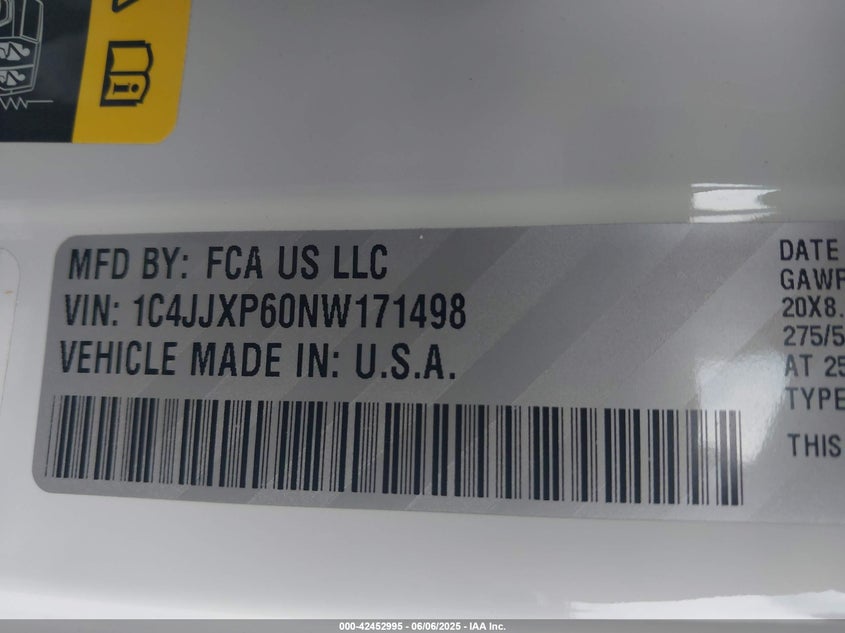 MFD BY: FCA US LLC
VIN: 1C4JJXP60NW171498
VEHICLE MADE IN: U.S.A.
DATE
GAWR
20X8.
275/5
AT 25
TYPE
THIS
000-42452995 - 06/06/2025 - IAA Inc.